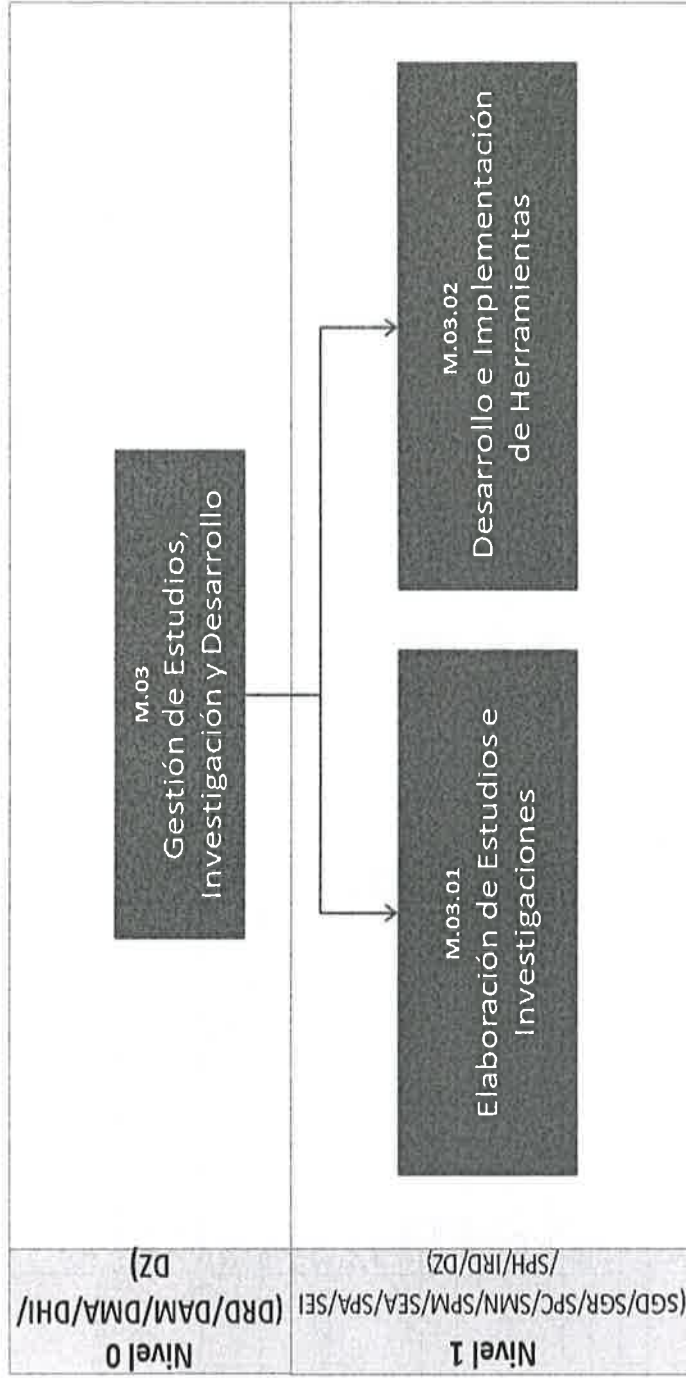 Nivel 0
(DRD/DAM/DMA/DHI/
DZ)
M.03
Gestión de Estudios,
Investigación y Desarrollo
Nivel 1
(SGD/SGR/SPC/SMN/SPM/SEA/SPA/SEI
/SPH/IRD/DZ)
M.03.01
Elaboración de Estudios e
Investigaciones
M.03.02
Desarrollo e Implementación
de Herramientas